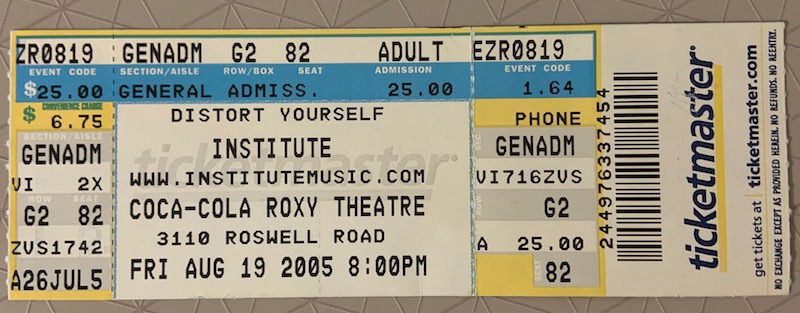 ZR0819 GENADM G2 82 ADULT EZR0819
EVENT CODE SECTION/AISLE ROW/BOX SEAT ADMISSION EVENT CODE
$25.00 GENERAL ADMISS. 25.00 1.64
CONVENIENCE CHARGE
$ 6.75
SECTION/AISLE
GENADM
VI 2X
G2 82
ZVS1742
A26JUL5
DISTORT YOURSELF
INSTITUTE
ticketmaster
WWW.INSTITUTEMUSIC.COM
COCA-COLA ROXY THEATRE
3110 ROSWELL ROAD
FRI AUG 19 2005 8:00PM
PHONE
GENADM
VI716ZVS
G2
A 25.00
82
244976337454
ticketmaster
get tickets at ticketmaster.com
NO EXCHANGE EXCEPT AS PROVIDED HEREIN. NO REFUNDS. NO REENTRY.